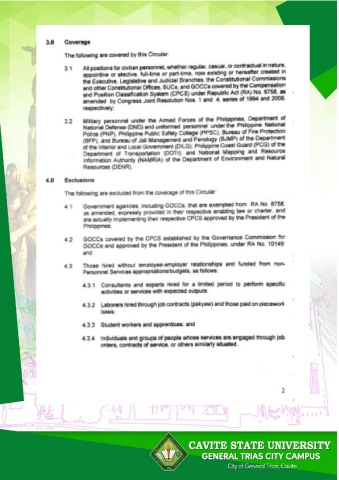 3.0 Coverage
The following are covered by this Circular:
3.1 All positions for civilian personnel, whether regular, casual, or contractual in nature,
appointive or elective, full-time or part-time, now existing or hereafter created in
the Executive, Legislative and Judicial Branches, the Constitutional Commissions
and other Constitutional Offices, SUCs, and GOCCs covered by the Compensation
and Position Classification System (CPCS) under Republic Act (RA) No. 6758, as
amended by Congress Joint Resolution Nos. 1 and 4, series of 1994 and 2009,
respectively;
3.2 Military personnel under the Armed Forces of the Philippines, Department of
National Defense (DND) and uniformed personnel under the Philippine National
Police (PNP), Philippine Public Safety College (PPSC), Bureau of Fire Protection
(BFP), and Bureau of Jail Management and Penology (BJMP) of the Department
of the Interior and Local Government (DILG); Philippine Coast Guard (PCG) of the
Department of Transportation (DOTr); and National Mapping and Resource
Information Authority (NAMRIA) of the Department of Environment and Natural
Resources (DENR).
4.0 Exclusions
The following are excluded from the coverage of this Circular:
4.1 Government agencies, including GOCCs, that are exempted from RA No. 6758,
as amended, expressly provided in their respective enabling law or charter, and
are actually implementing their respective CPCS approved by the President of the
Philippines;
4.2 GOCCs covered by the CPCS established by the Governance Commission for
GOCCs and approved by the President of the Philippines, under RA No. 10149;
and
4.3 Those hired without employee-employer relationships and funded from non-
Personnel Services appropriations/budgets, as follows:
4.3.1 Consultants and experts hired for a limited period to perform specific
activities or services with expected outputs;
4.3.2 Laborers hired through job contracts (pakyaw) and those paid on piecework
basis;
4.3.3 Student workers and apprentices; and
4.3.4 Individuals and groups of people whose services are engaged through job
orders, contracts of service, or others similarly situated.
2
CAVITE STATE UNIVERSITY
GENERAL TRIAS CITY CAMPUS
City of General Trias, Cavite